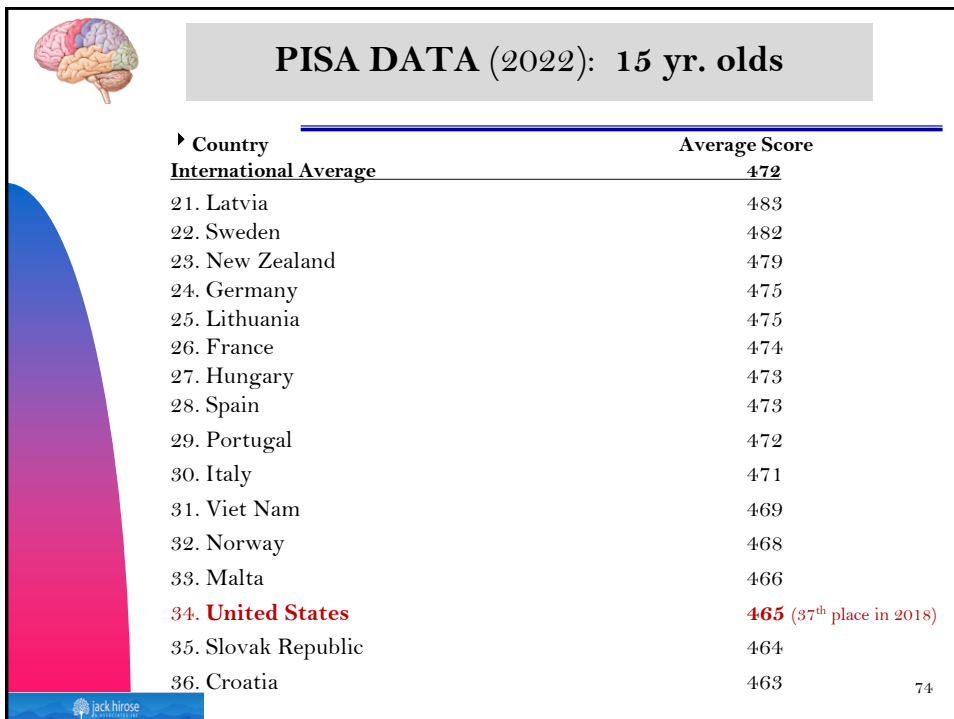 PISA DATA (2022): 15 yr. olds
Country Average Score
International Average 472
21. Latvia 483
22. Sweden 482
23. New Zealand 479
24. Germany 475
25. Lithuania 475
26. France 474
27. Hungary 473
28. Spain 473
29. Portugal 472
30. Italy 471
31. Viet Nam 469
32. Norway 468
33. Malta 466
34. United States 465 (37th place in 2018)
35. Slovak Republic 464
36. Croatia 463
74
jack hirose
& ASSOCIATES INC